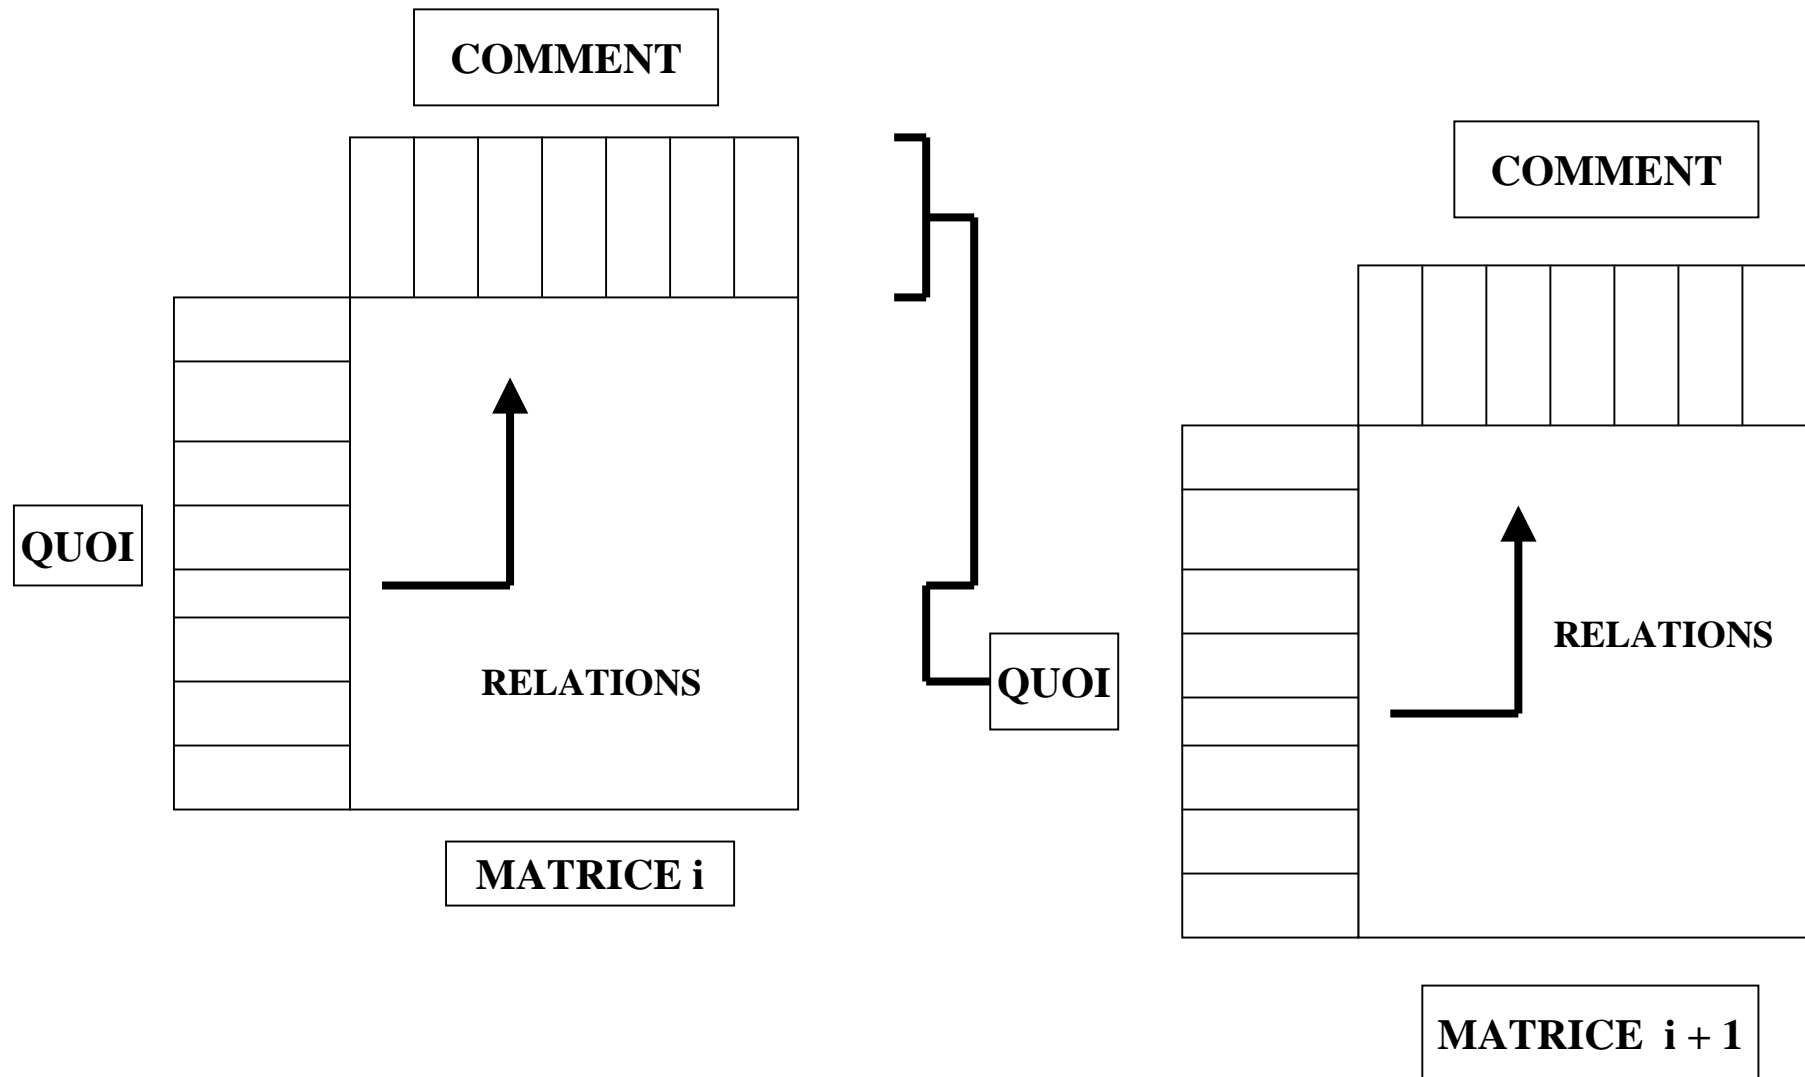 COMMENT
QUOI
RELATIONS
MATRICE i
COMMENT
QUOI
RELATIONS
MATRICE i + 1